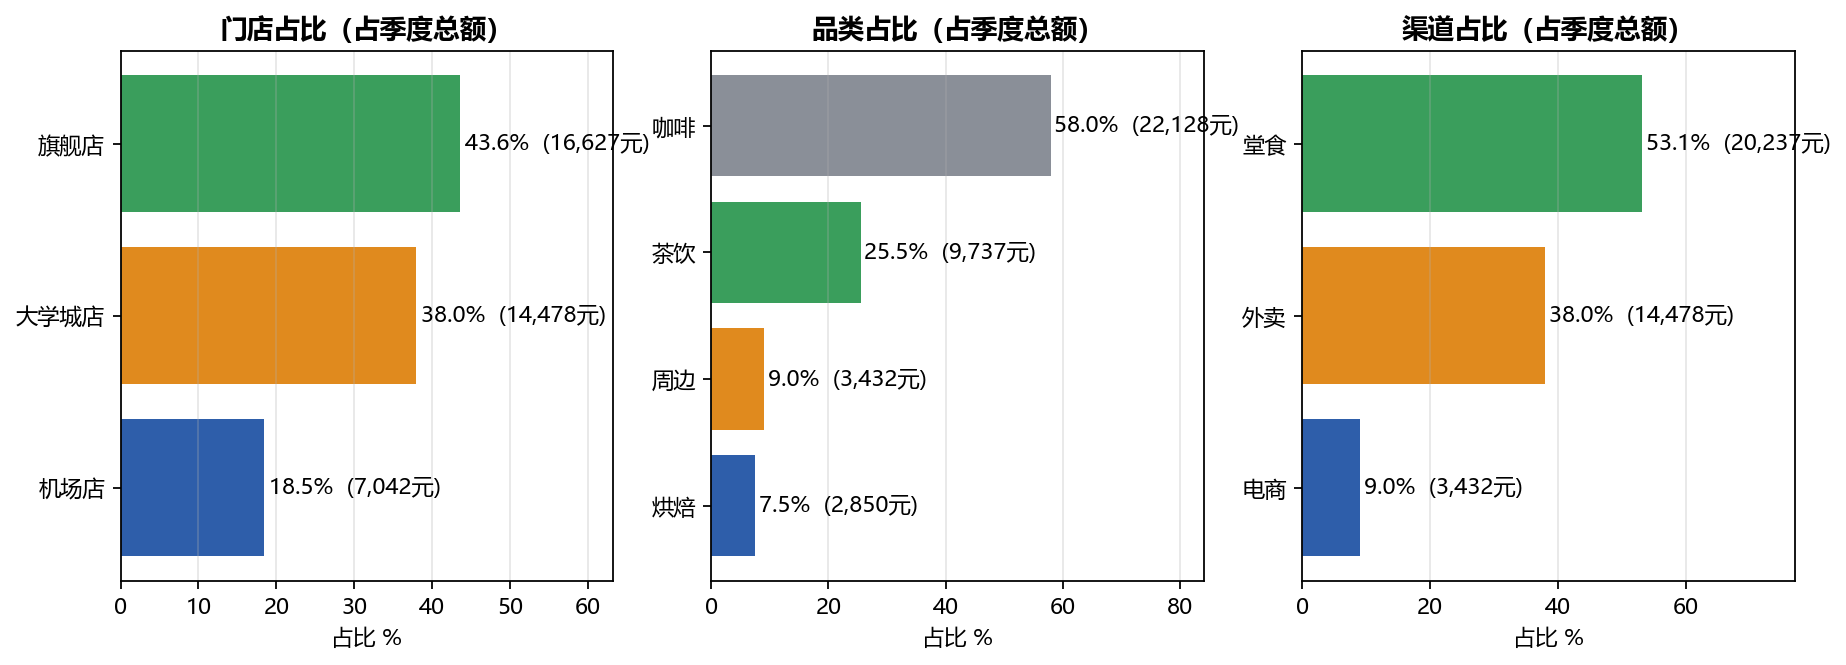 门店占比（占季度总额）
旗舰店
43.6%  (16,627元)
大学城店
38.0%  (14,478元)
机场店
18.5%  (7,042元)
0 10 20 30 40 50 60
占比 %
品类占比（占季度总额）
咖啡
58.0%  (22,128元)
茶饮
25.5%  (9,737元)
周边
9.0%  (3,432元)
烘焙
7.5%  (2,850元)
0 20 40 60 80
占比 %
渠道占比（占季度总额）
堂食
53.1%  (20,237元)
外卖
38.0%  (14,478元)
电商
9.0%  (3,432元)
0 20 40 60
占比 %